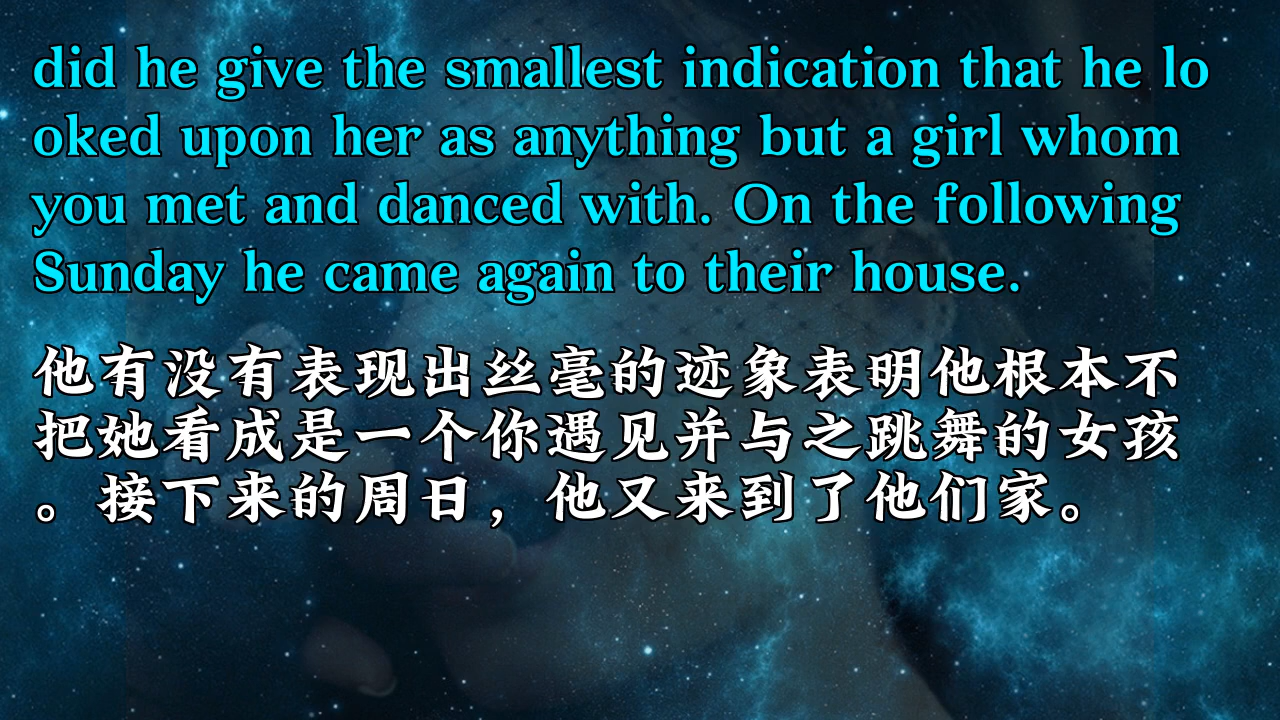 did he give the smallest indication that he lo
oked upon her as anything but a girl whom
you met and danced with. On the following
Sunday he came again to their house.
他有没有表现出丝毫的迹象表明他根本不
把她看成是一个你遇见并与之跳舞的女孩
。接下来的周日，他又来到了他们家。